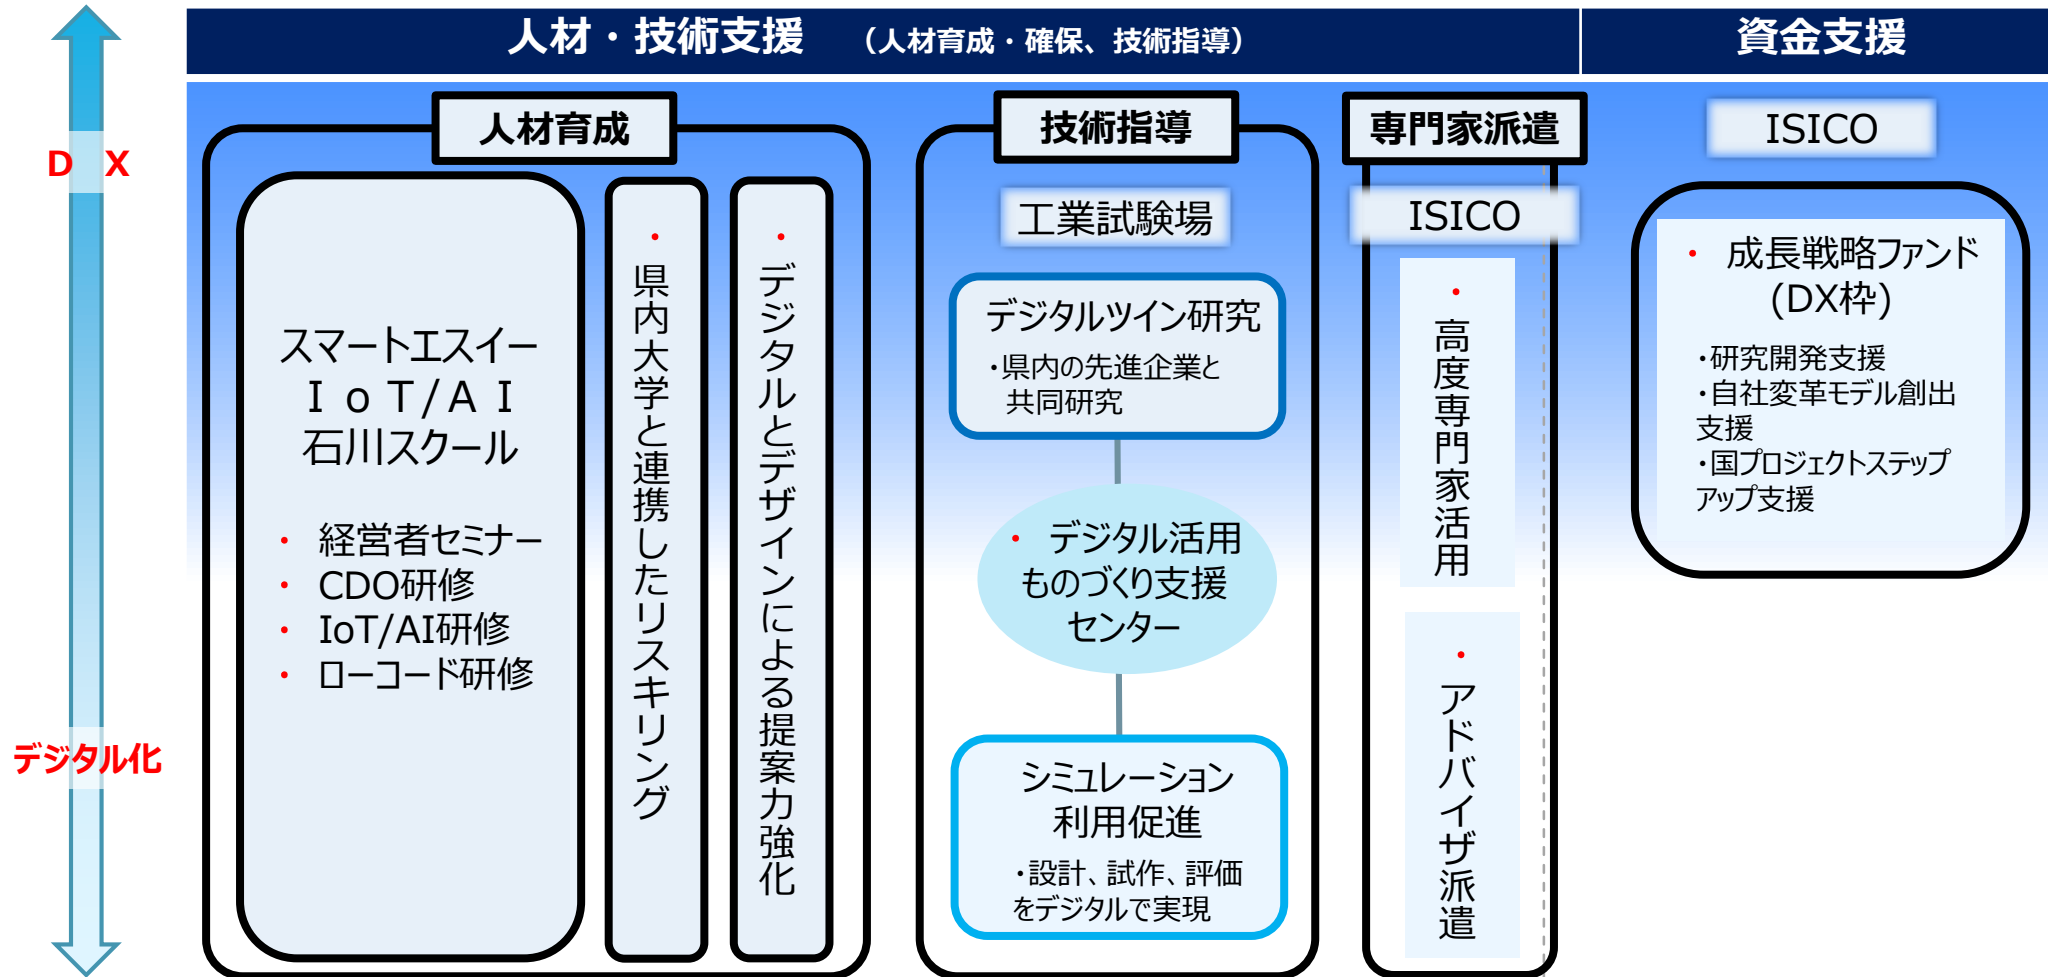 人材・技術支援 （人材育成・確保、技術指導）
資金支援
D X
デジタル化
人材育成
スマートエスイー
ＩｏＴ/ＡＩ
石川スクール
・ 経営者セミナー
・ CDO研修
・ IoT/AI研修
・ ローコード研修
・県内大学と連携したリスキリング
・デジタルとデザインによる提案力強化
技術指導
工業試験場
デジタルツイン研究
・県内の先進企業と
共同研究
・ デジタル活用
ものづくり支援
センター
シミュレーション
利用促進
・設計、試作、評価
をデジタルで実現
専門家派遣
ISICO
・高度専門家活用
・アドバイザ派遣
ISICO
・ 成長戦略ファンド
(DX枠)
・研究開発支援
・自社変革モデル創出
支援
・国プロジェクトステップ
アップ支援